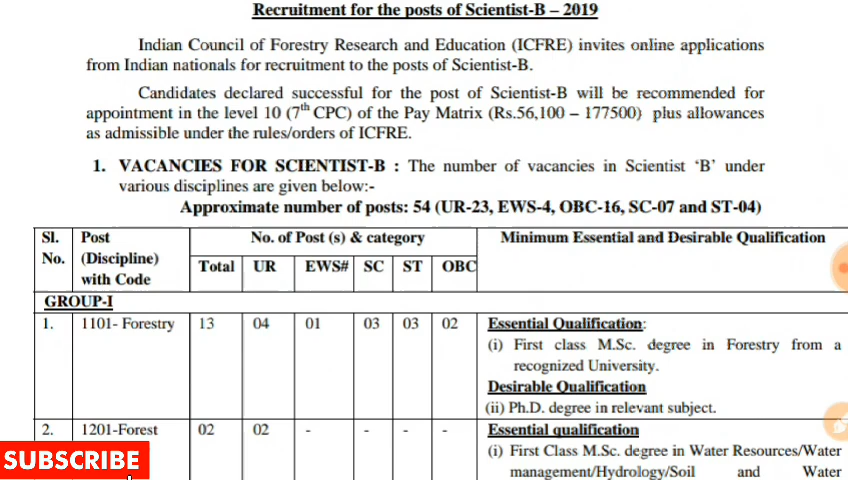 Recruitment for the posts of Scientist-B – 2019
Indian Council of Forestry Research and Education (ICFRE) invites online applications
from Indian nationals for recruitment to the posts of Scientist-B.
Candidates declared successful for the post of Scientist-B will be recommended for
appointment in the level 10 (7th CPC) of the Pay Matrix (Rs.56,100 – 177500) plus allowances
as admissible under the rules/orders of ICFRE.
1. VACANCIES FOR SCIENTIST-B : The number of vacancies in Scientist ‘B’ under
various disciplines are given below:-
Approximate number of posts: 54 (UR-23, EWS-4, OBC-16, SC-07 and ST-04)
Sl. No. Post (Discipline) with Code No. of Post (s) & category Minimum Essential and Desirable Qualification
Total UR EWS# SC ST OBC
GROUP-I
1. 1101- Forestry 13 04 01 03 03 02 Essential Qualification:
(i) First class M.Sc. degree in Forestry from a
recognized University.
Desirable Qualification
(ii) Ph.D. degree in relevant subject.
2. 1201-Forest 02 02 - - - - Essential qualification
(i) First Class M.Sc. degree in Water Resources/Water
management/Hydrology/Soil and Water
SUBSCRIBE